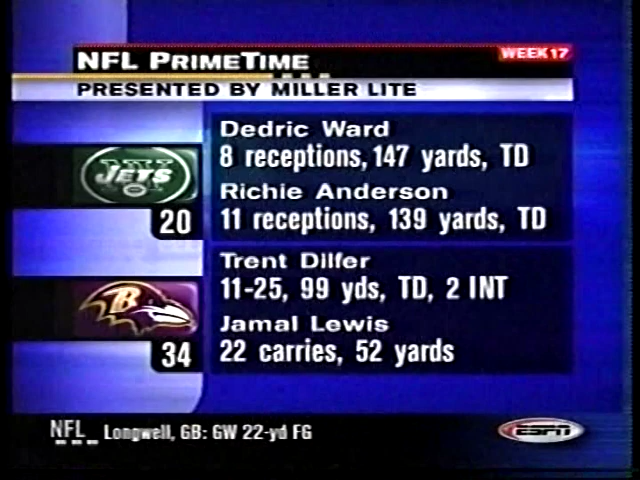 NFL PRIMETIME
WEEK 17
PRESENTED BY MILLER LITE
Dedric Ward
8 receptions, 147 yards, TD
NY
JETS
Richie Anderson
20
11 receptions, 139 yards, TD
Trent Dilfer
11-25, 99 yds, TD, 2 INT
B
Jamal Lewis
34
22 carries, 52 yards
NFL Longwell, GB: GW 22-yd FG
ESPN